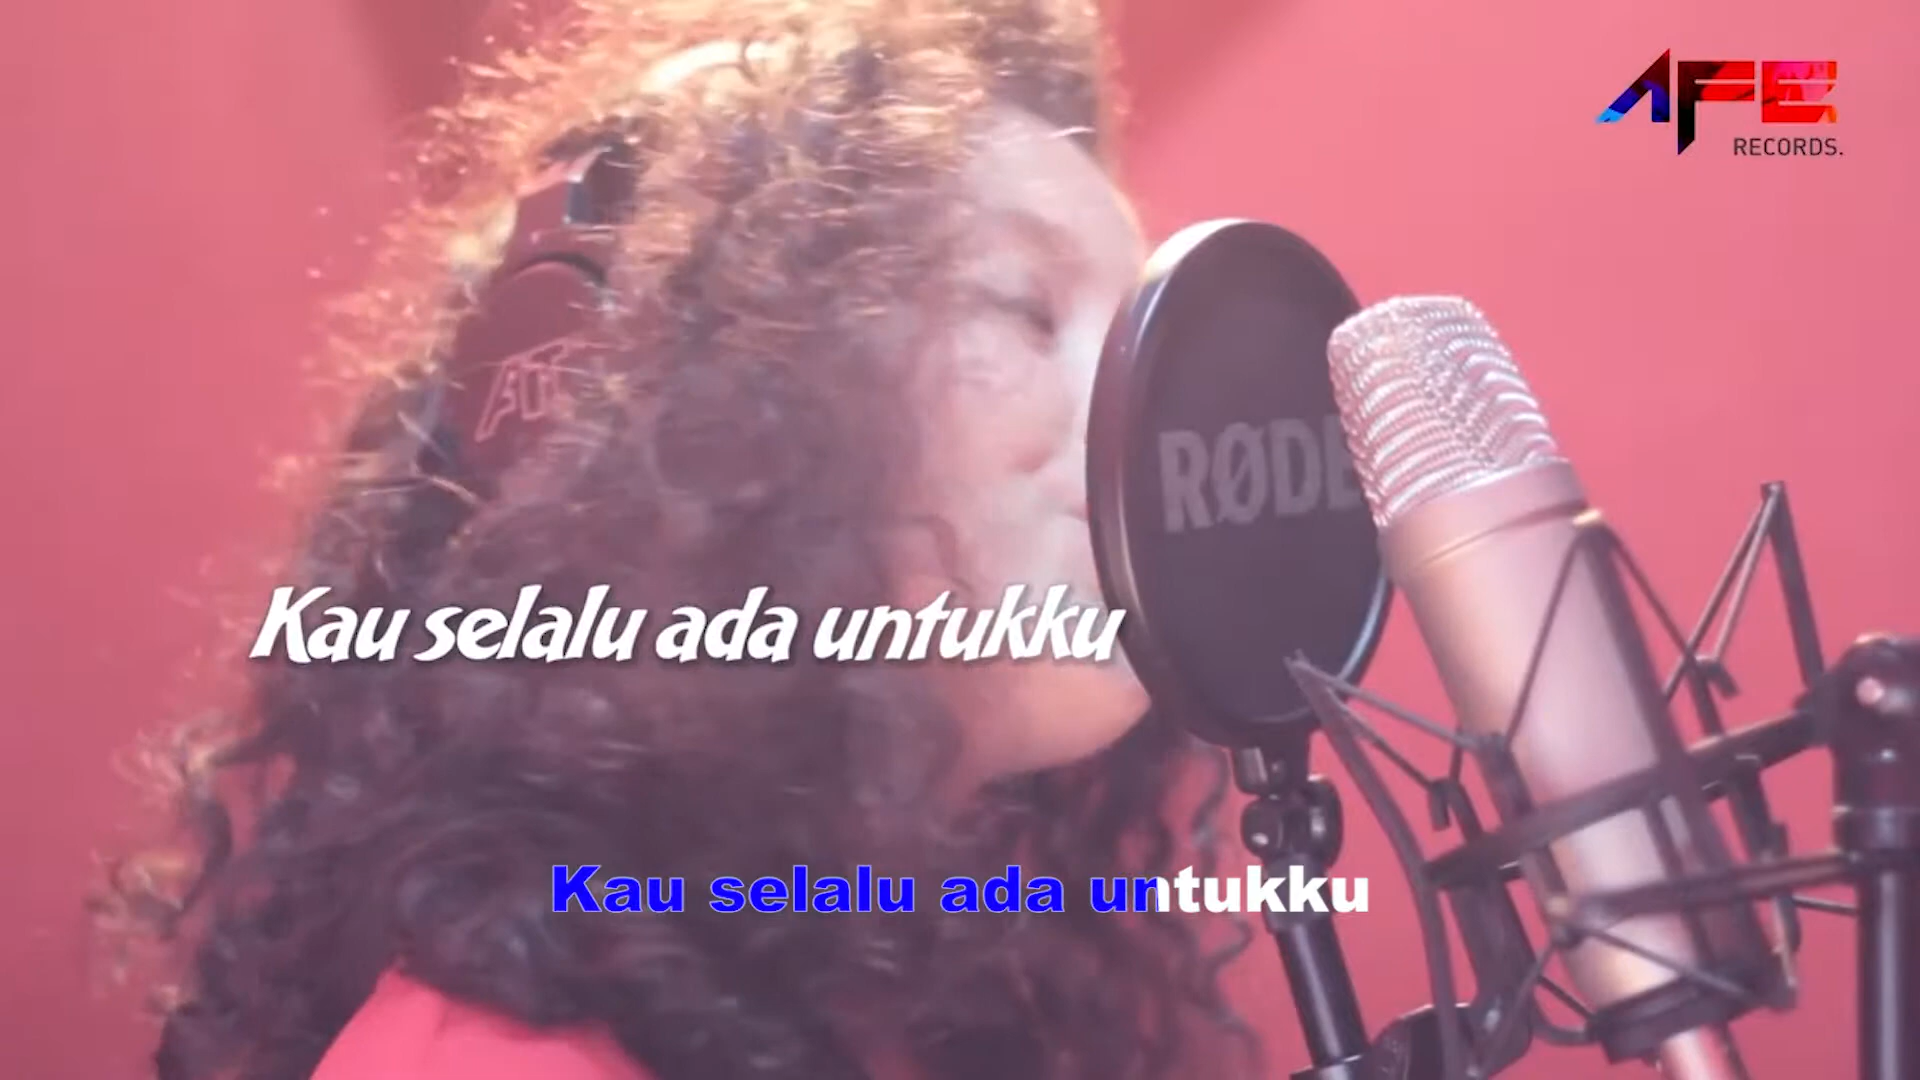 AFE
RECORDS.
RØDE
Kau selalu ada untukku
Kau selalu ada untukku